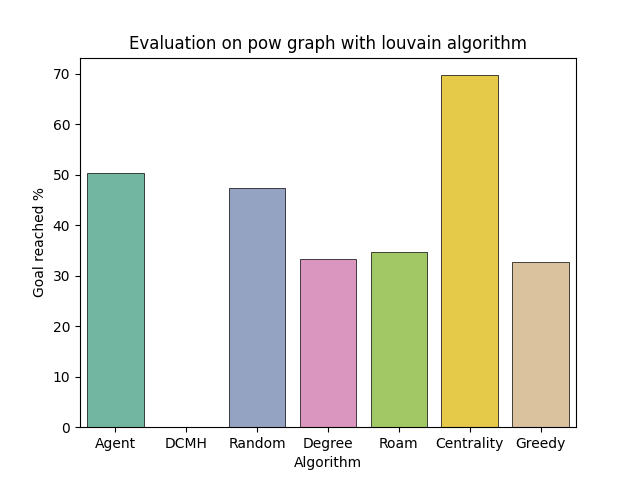 Evaluation on pow graph with louvain algorithm
Goal reached %
70
60
50
40
30
20
10
0
Agent DCMH Random Degree Roam Centrality Greedy
Algorithm